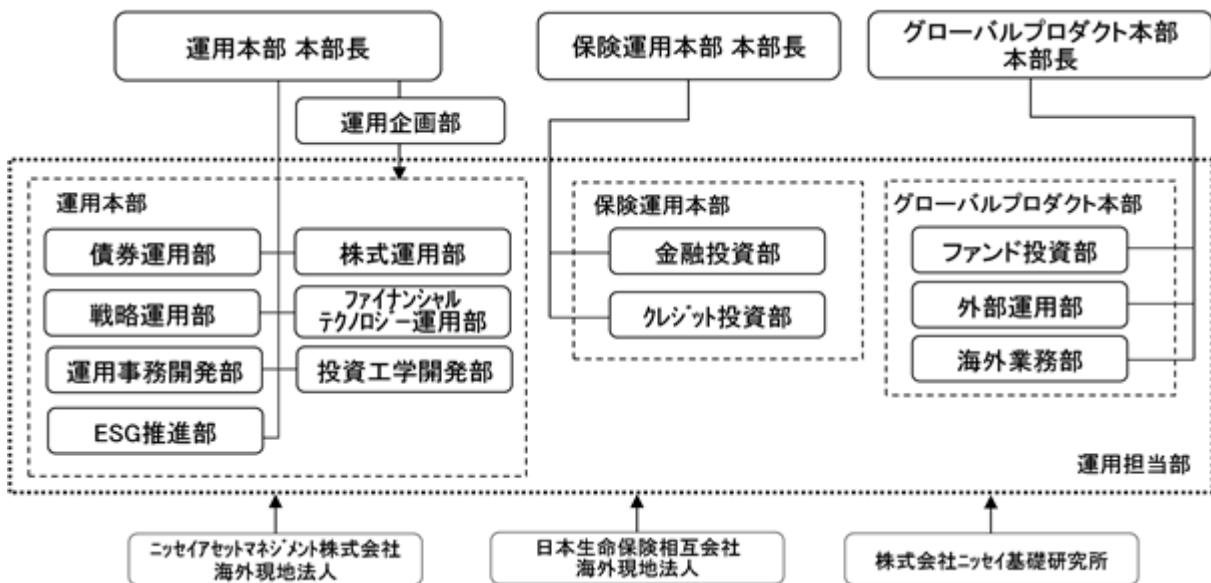 運用本部 本部長
保険運用本部 本部長
グローバルプロダクト本部
本部長
運用企画部
運用本部
債券運用部
株式運用部
戦略運用部
ファイナンシャル
テクノロジー運用部
運用事務開発部
投資工学開発部
ESG推進部
保険運用本部
金融投資部
クレジット投資部
グローバルプロダクト本部
ファンド投資部
外部運用部
海外業務部
運用担当部
ニッセイアセットマネジメント株式会社
海外現地法人
日本生命保険相互会社
海外現地法人
株式会社ニッセイ基礎研究所